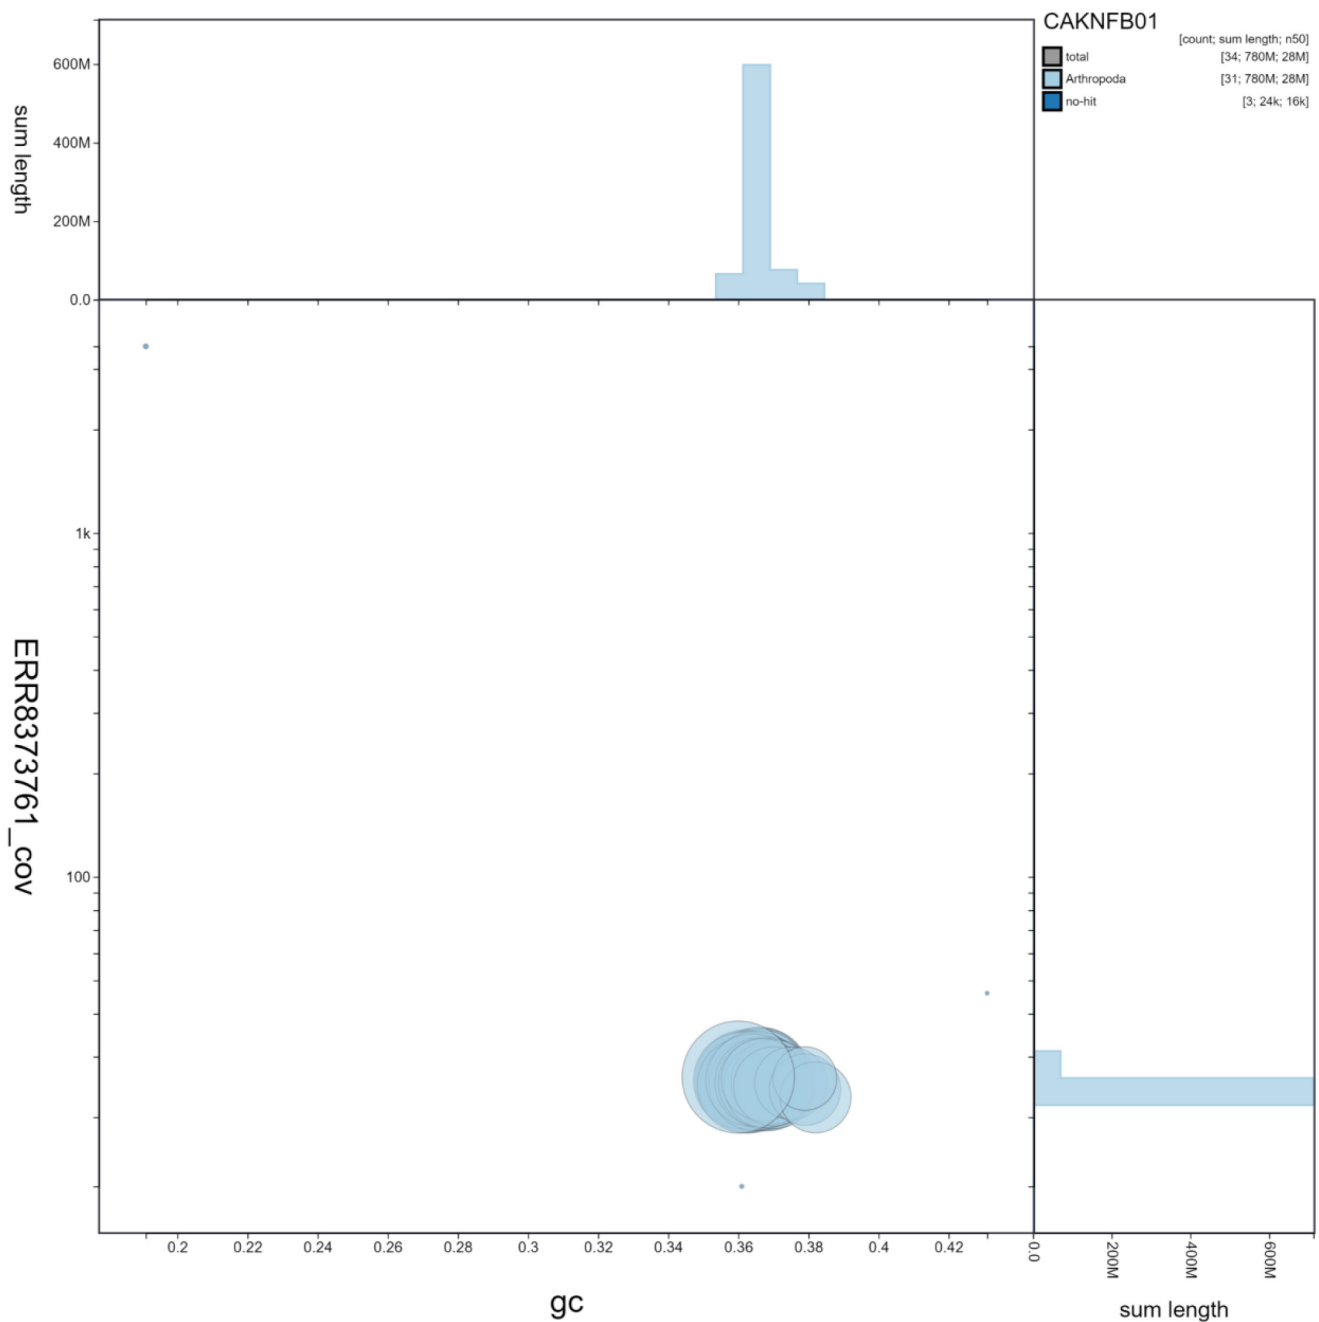 CAKNFB01
[count; sum length; n50]
total [34; 780M; 28M]
Arthropoda [31; 780M; 28M]
no-hit [3; 24k; 16k]
sum length
600M
400M
200M
0.0
ERR8373761_cov
1k
100
0.2 0.22 0.24 0.26 0.28 0.3 0.32 0.34 0.36 0.38 0.4 0.42
gc
0.0 200M 400M 600M
sum length